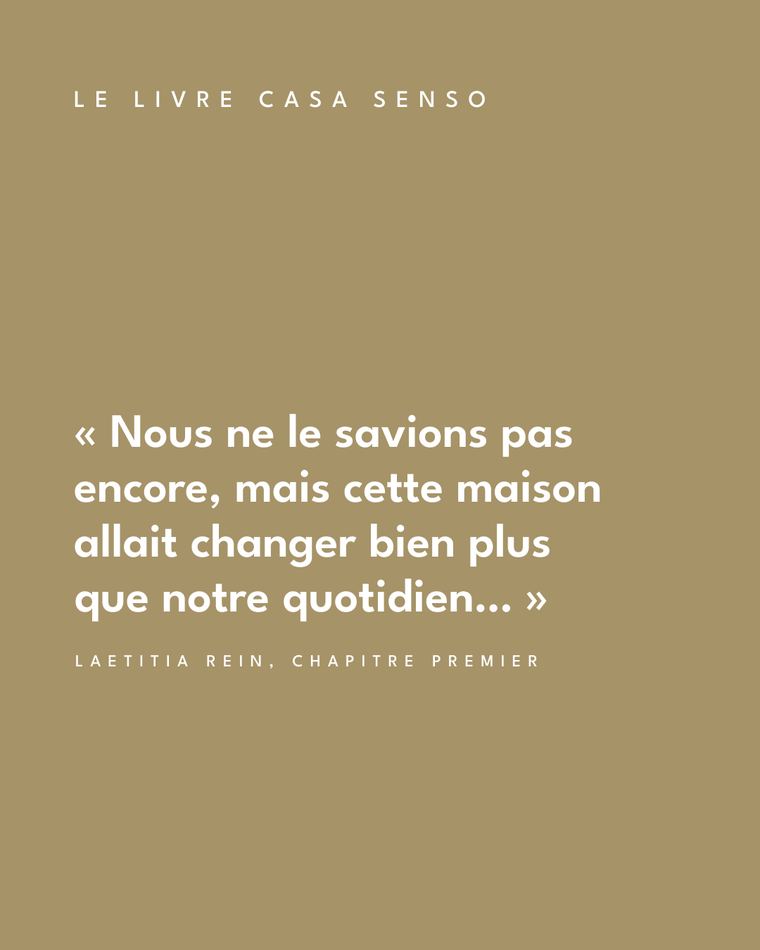 LE LIVRE CASA SENSO
« Nous ne le savions pas
encore, mais cette maison
allait changer bien plus
que notre quotidien... »
LAETITIA REIN, CHAPITRE PREMIER